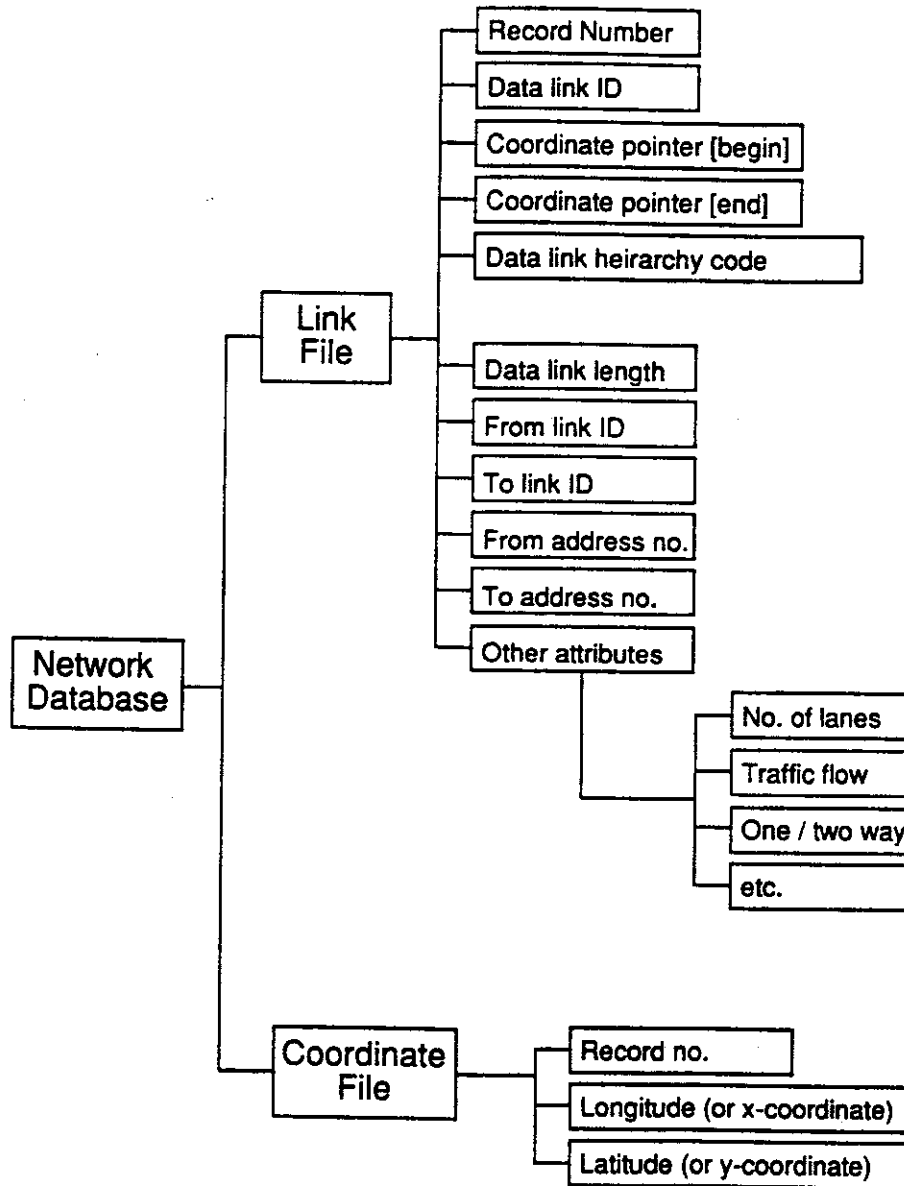 Record Number
Data link ID
Coordinate pointer [begin]
Coordinate pointer [end]
Data link heirarchy code
Link
File
Data link length
From link ID
To link ID
From address no.
To address no.
Other attributes
Network
Database
No. of lanes
Traffic flow
One / two way
etc.
Coordinate
File
Record no.
Longitude (or x-coordinate)
Latitude (or y-coordinate)